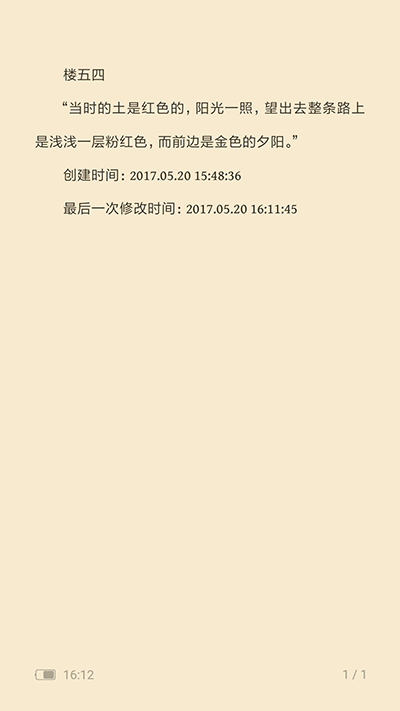 楼五四
“当时的土是红色的，阳光一照，望出去整条路上
是浅浅一层粉红色，而前边是金色的夕阳。”
创建时间：2017.05.20 15:48:36
最后一次修改时间：2017.05.20 16:11:45
16:12
1 / 1